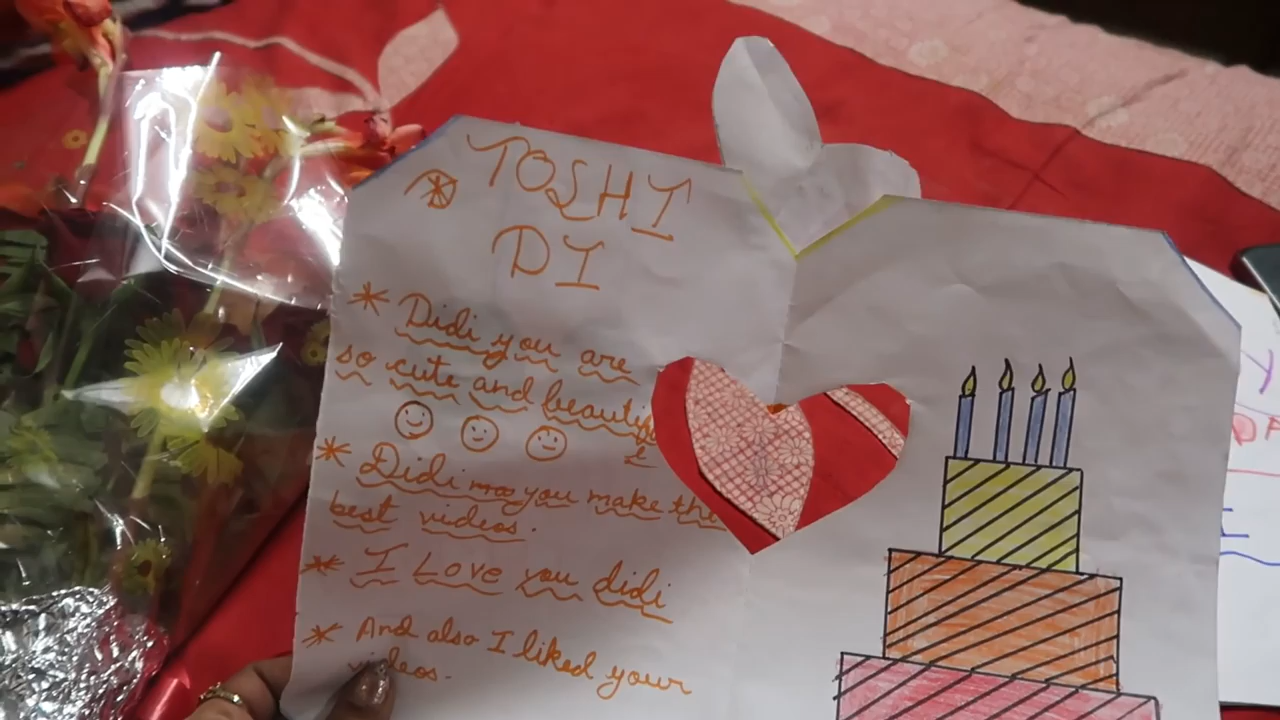 TOSHI
DI
Didi you are
so cute and beautiful
Didi you make the
best videos.
I Love you didi
And also I liked your
videos.